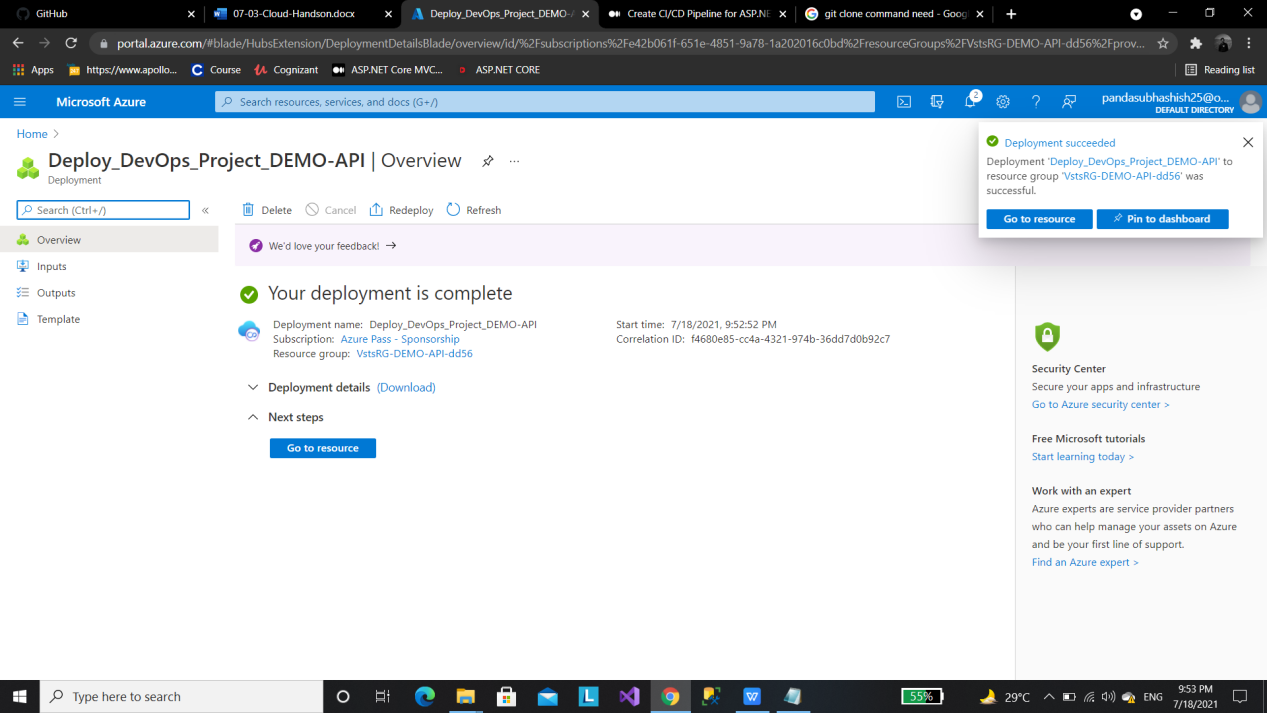 GitHub
07-03-Cloud-Handson.docx
Deploy_DevOps_Project_DEMO-A
Create CI/CD Pipeline for ASP.NE
git clone command need - Goog
portal.azure.com/#blade/HubsExtension/DeploymentDetailsBlade/overview/id/%2Fsubscriptions%2Fe42b061f-651e-4851-9a78-1a202016c0bd%2FresourceGroups%2FVstsRG-DEMO-API-dd56%2Fprov...
Apps https://www.apollo... Course Cognizant ASP.NET Core MVC... ASP.NET CORE Reading list
Microsoft Azure
Search resources, services, and docs (G+/)
2
pandasubhashish25@o...
DEFAULT DIRECTORY
Home
Deploy_DevOps_Project_DEMO-API | Overview
Deployment
Deployment succeeded
Deployment 'Deploy_DevOps_Project_DEMO-API' to
resource group 'VstsRG-DEMO-API-dd56' was
successful.
Go to resource
Pin to dashboard
Search (Ctrl+/)
Delete Cancel Redeploy Refresh
Overview
Inputs
Outputs
Template
We'd love your feedback!
Your deployment is complete
Deployment name: Deploy_DevOps_Project_DEMO-API
Subscription: Azure Pass - Sponsorship
Resource group: VstsRG-DEMO-API-dd56
Start time: 7/18/2021, 9:52:52 PM
Correlation ID: f4680e85-cc4a-4321-974b-36dd7d0b92c7
Deployment details (Download)
Next steps
Go to resource
Security Center
Secure your apps and infrastructure
Go to Azure security center >
Free Microsoft tutorials
Start learning today >
Work with an expert
Azure experts are service provider partners
who can help manage your assets on Azure
and be your first line of support.
Find an Azure expert >
Type here to search
55%
29°C
ENG
9:53 PM
7/18/2021